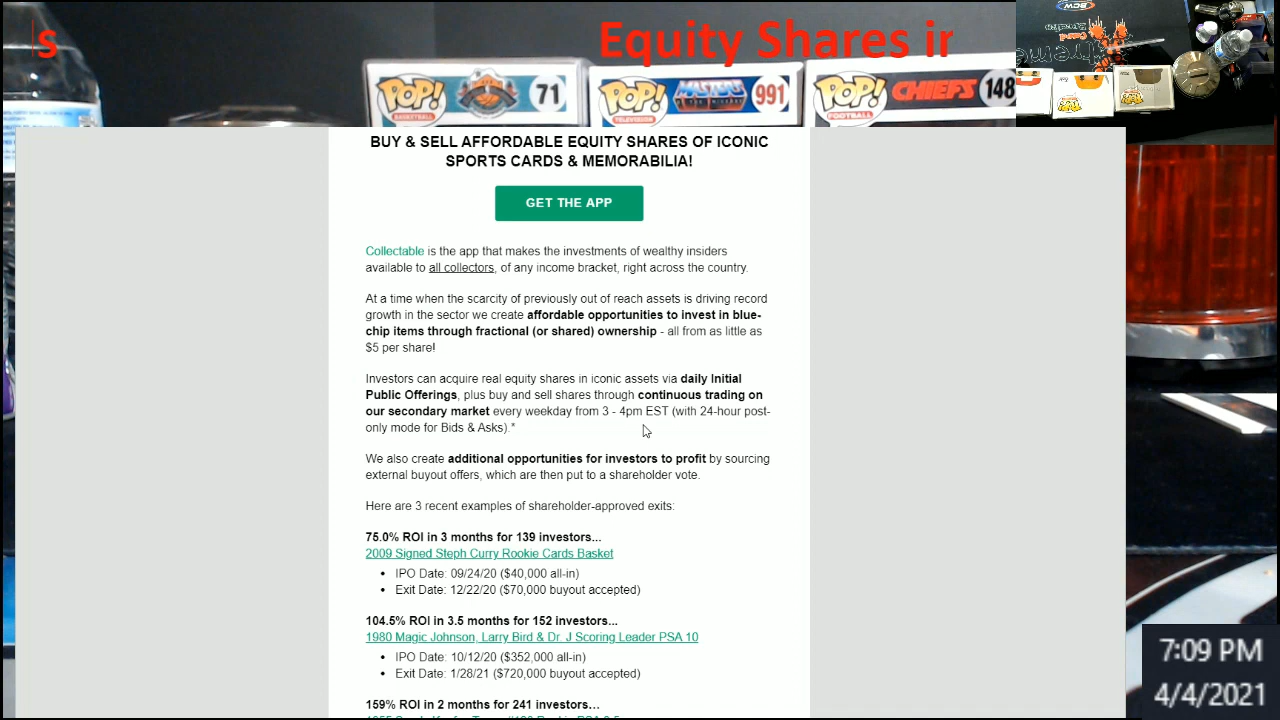 s
Equity Shares in
BCW
POP!
71
POP!
991
POP!
CHIEFS
148
BASKETBALL
TELEVISION
FOOTBALL
BUY & SELL AFFORDABLE EQUITY SHARES OF ICONIC
SPORTS CARDS & MEMORABILIA!
GET THE APP
Collectable is the app that makes the investments of wealthy insiders
available to all collectors, of any income bracket, right across the country.
At a time when the scarcity of previously out of reach assets is driving record
growth in the sector we create affordable opportunities to invest in blue-
chip items through fractional (or shared) ownership - all from as little as
$5 per share!
Investors can acquire real equity shares in iconic assets via daily Initial
Public Offerings, plus buy and sell shares through continuous trading on
our secondary market every weekday from 3 - 4pm EST (with 24-hour post-
only mode for Bids & Asks).*
We also create additional opportunities for investors to profit by sourcing
external buyout offers, which are then put to a shareholder vote.
Here are 3 recent examples of shareholder-approved exits:
75.0% ROI in 3 months for 139 investors...
2009 Signed Steph Curry Rookie Cards Basket
• IPO Date: 09/24/20 ($40,000 all-in)
• Exit Date: 12/22/20 ($70,000 buyout accepted)
104.5% ROI in 3.5 months for 152 investors...
1980 Magic Johnson, Larry Bird & Dr. J Scoring Leader PSA 10
• IPO Date: 10/12/20 ($352,000 all-in)
• Exit Date: 1/28/21 ($720,000 buyout accepted)
159% ROI in 2 months for 241 investors...
7:09 PM
4/4/2021